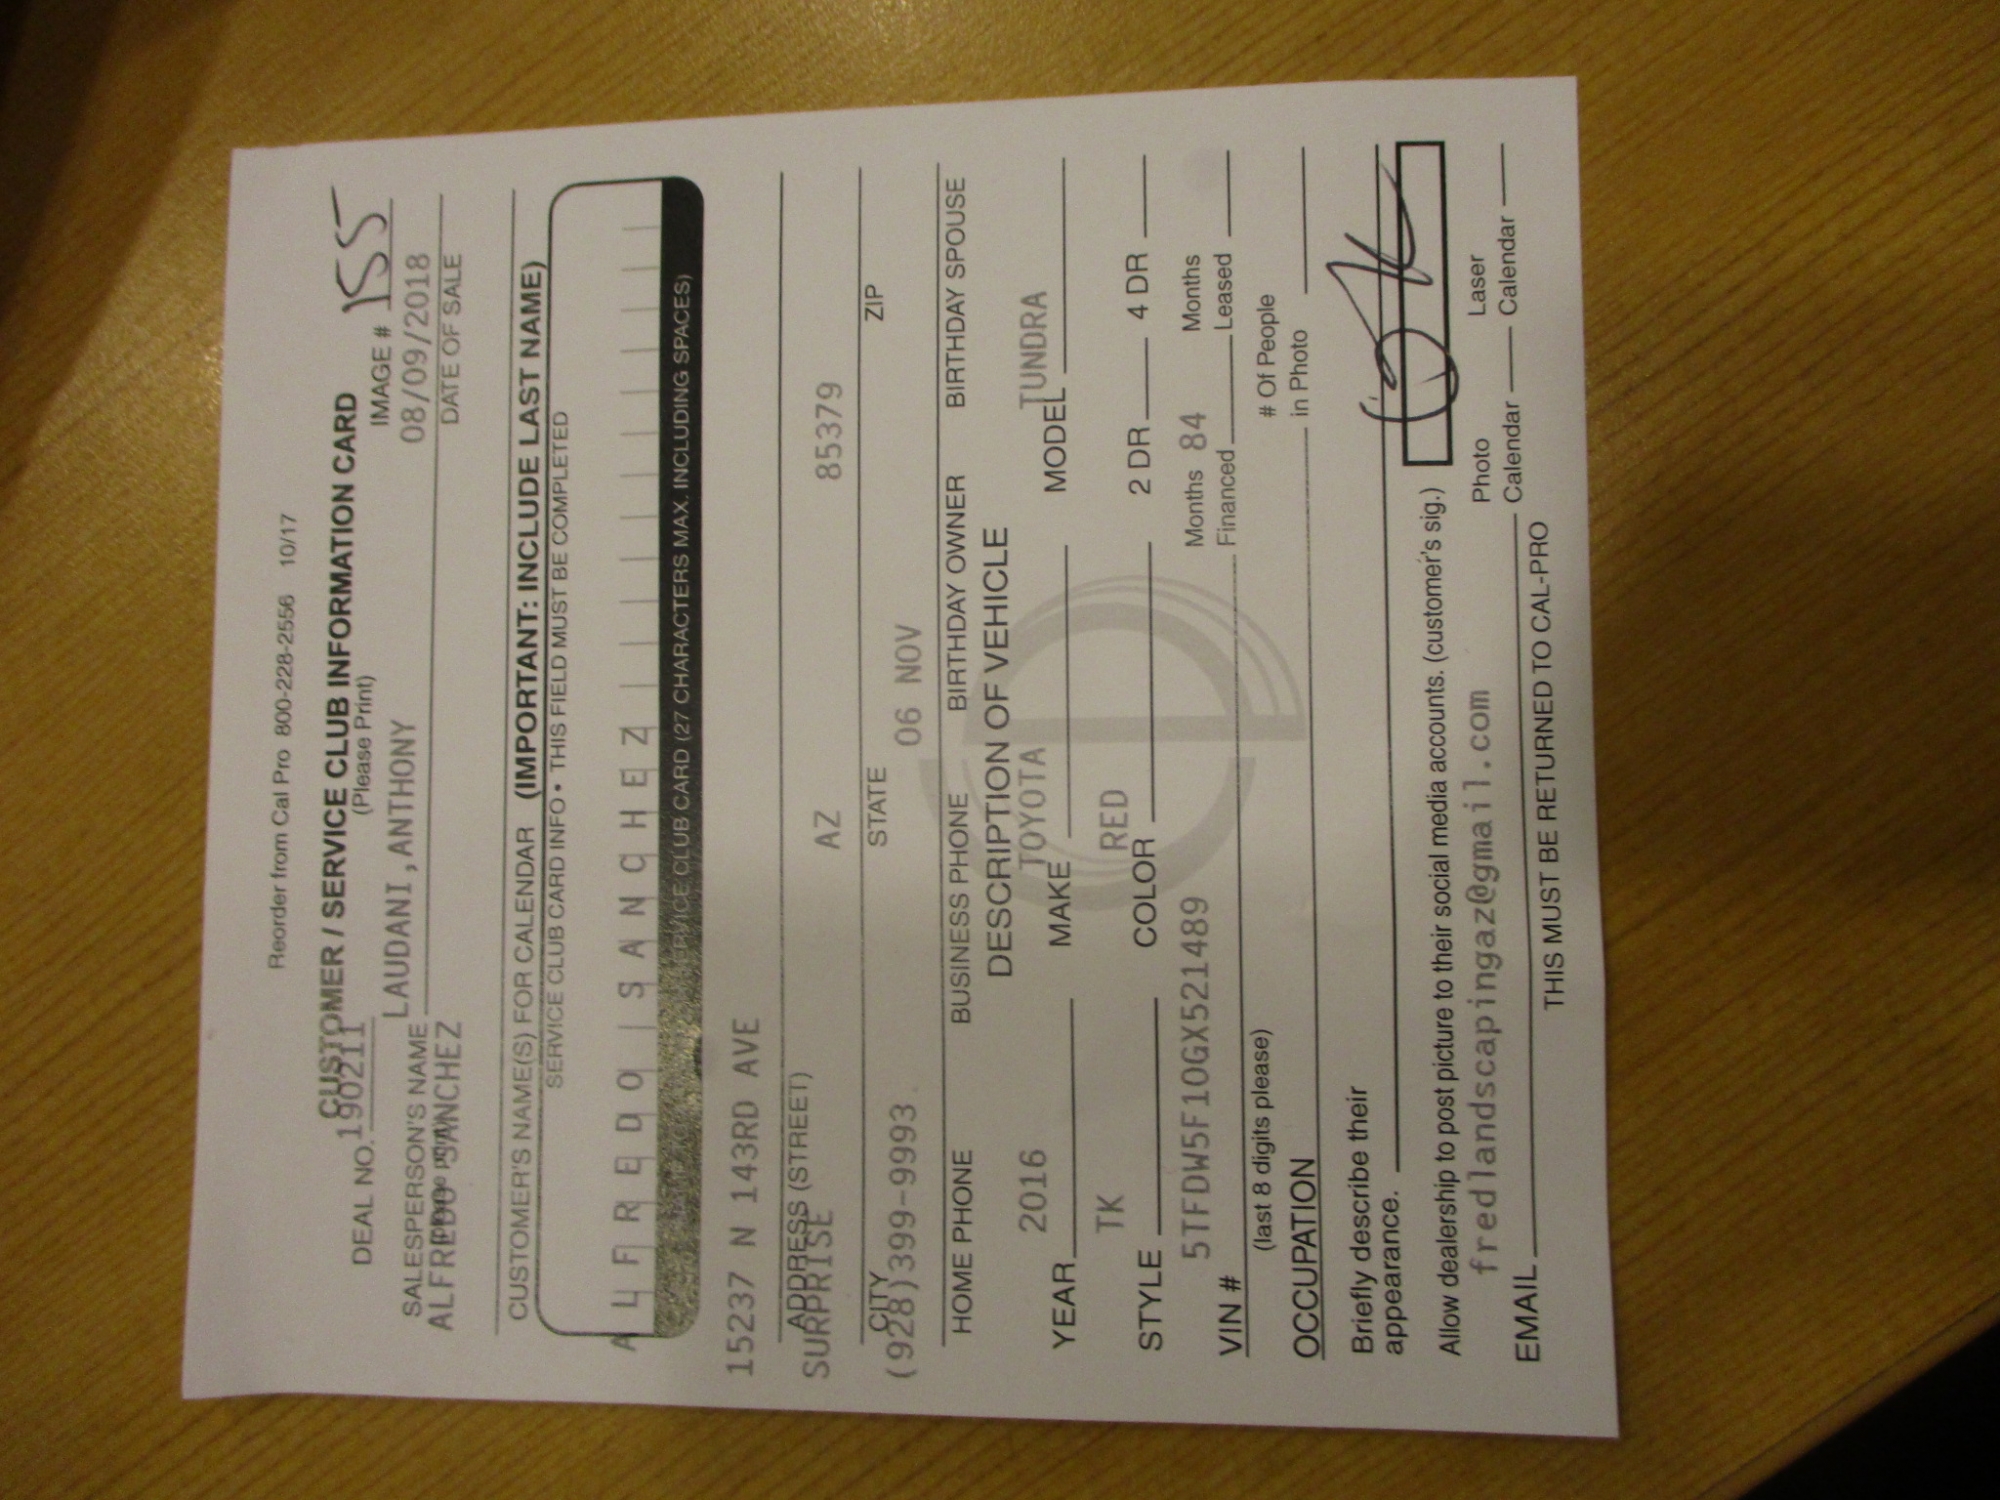 Reorder from Cal Pro 800-228-2556 10/17
CUSTOMER / SERVICE CLUB INFORMATION CARD
(Please Print)
DEAL NO. 190211 IMAGE # 155
LAUDANI,ANTHONY 08/09/2018
SALESPERSON'S NAME DATE OF SALE
ALFREDO SANCHEZ
CUSTOMER'S NAME(S) FOR CALENDAR (IMPORTANT: INCLUDE LAST NAME)
SERVICE CLUB CARD INFO • THIS FIELD MUST BE COMPLETED
A L F R E D O S A N C H E Z
SERVICE CLUB CARD (27 CHARACTERS MAX. INCLUDING SPACES)
15237 N 143RD AVE
ADDRESS (STREET)
SURPRISE AZ 85379
CITY STATE ZIP
(928)399-9993 06 NOV
HOME PHONE BUSINESS PHONE BIRTHDAY OWNER BIRTHDAY SPOUSE
DESCRIPTION OF VEHICLE
YEAR 2016 MAKE TOYOTA MODEL TUNDRA
STYLE TK COLOR RED 2 DR 4 DR
VIN # 5TFDW5F10GX521489 Months Financed 84 Months Leased
(last 8 digits please)
OCCUPATION # Of People in Photo
Briefly describe their
appearance.
Allow dealership to post picture to their social media accounts. (customer's sig.)
EMAIL fredlandscapingaz@gmail.com Photo Calendar Laser Calendar
THIS MUST BE RETURNED TO CAL-PRO